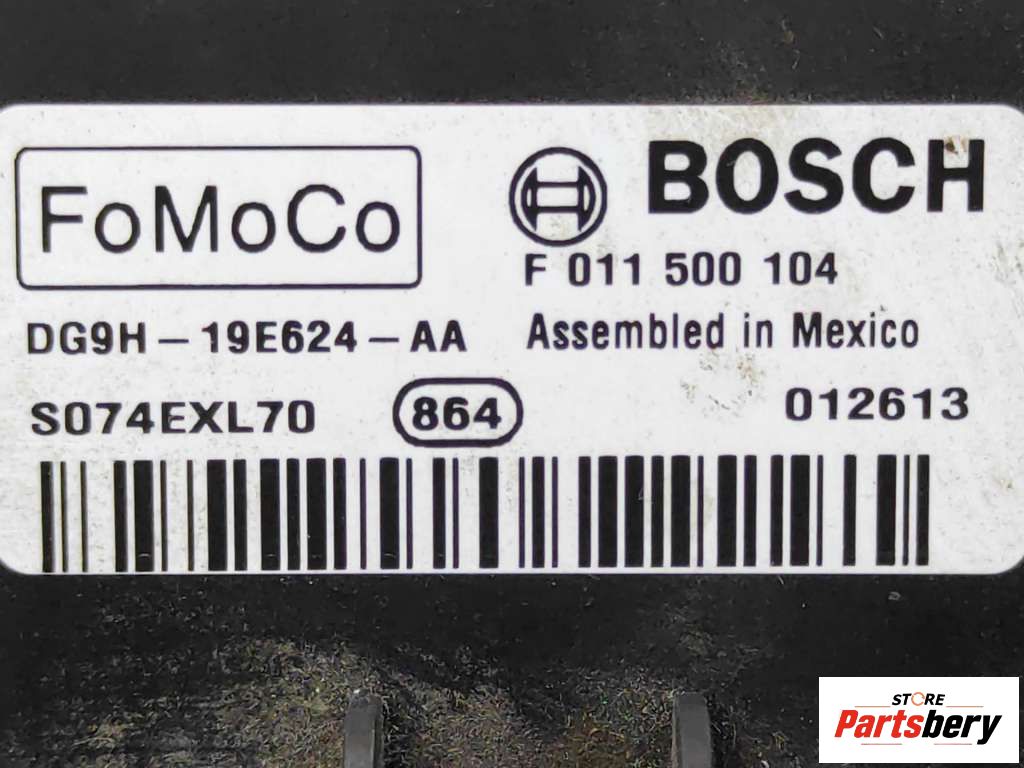 FoMoCo
BOSCH
F 011 500 104
DG9H - 19E624 - AA
Assembled in Mexico
S074EXL70
864
012613
STORE
Partsbery